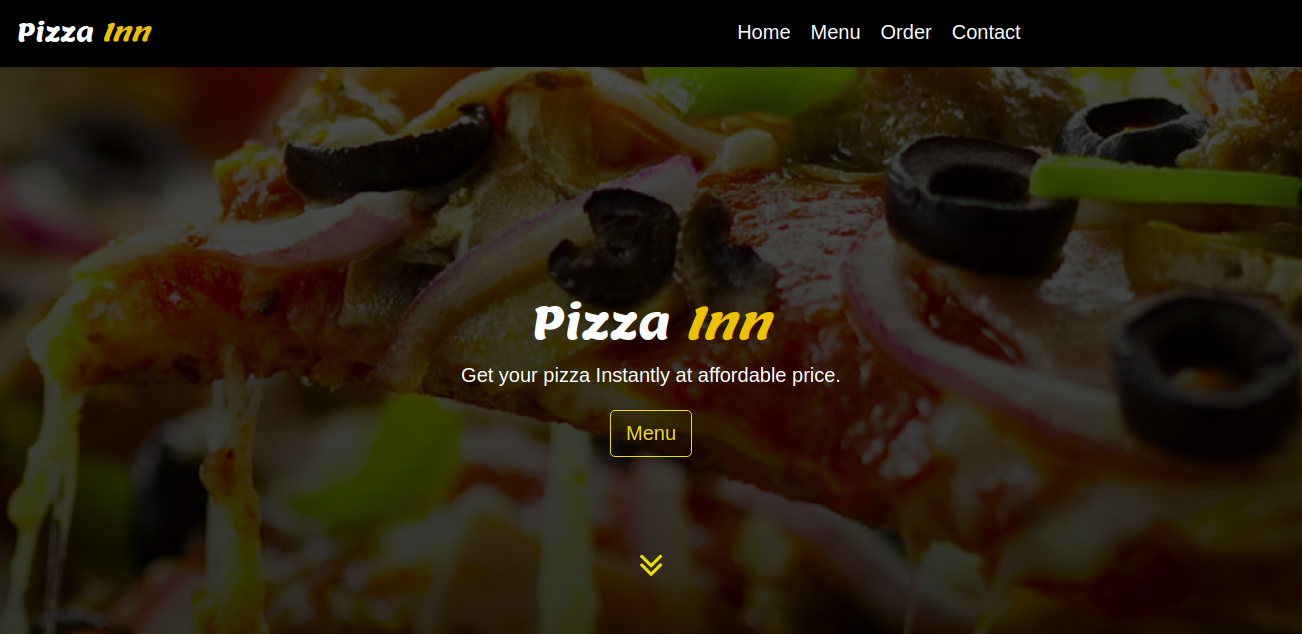 Pizza Inn
Home Menu Order Contact
Pizza Inn
Get your pizza Instantly at affordable price.
Menu